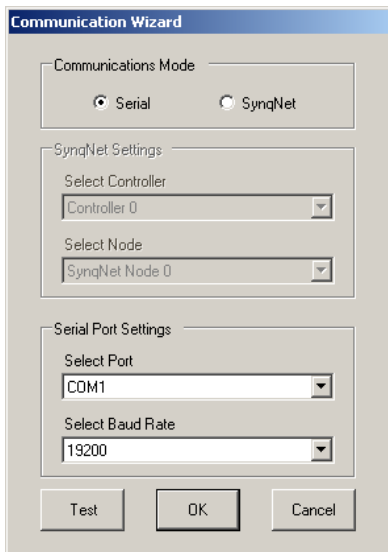 Communication Wizard
Communications Mode
Serial SynqNet
SynqNet Settings
Select Controller
Controller 0
Select Node
SynqNet Node 0
Serial Port Settings
Select Port
COM1
Select Baud Rate
19200
Test OK Cancel